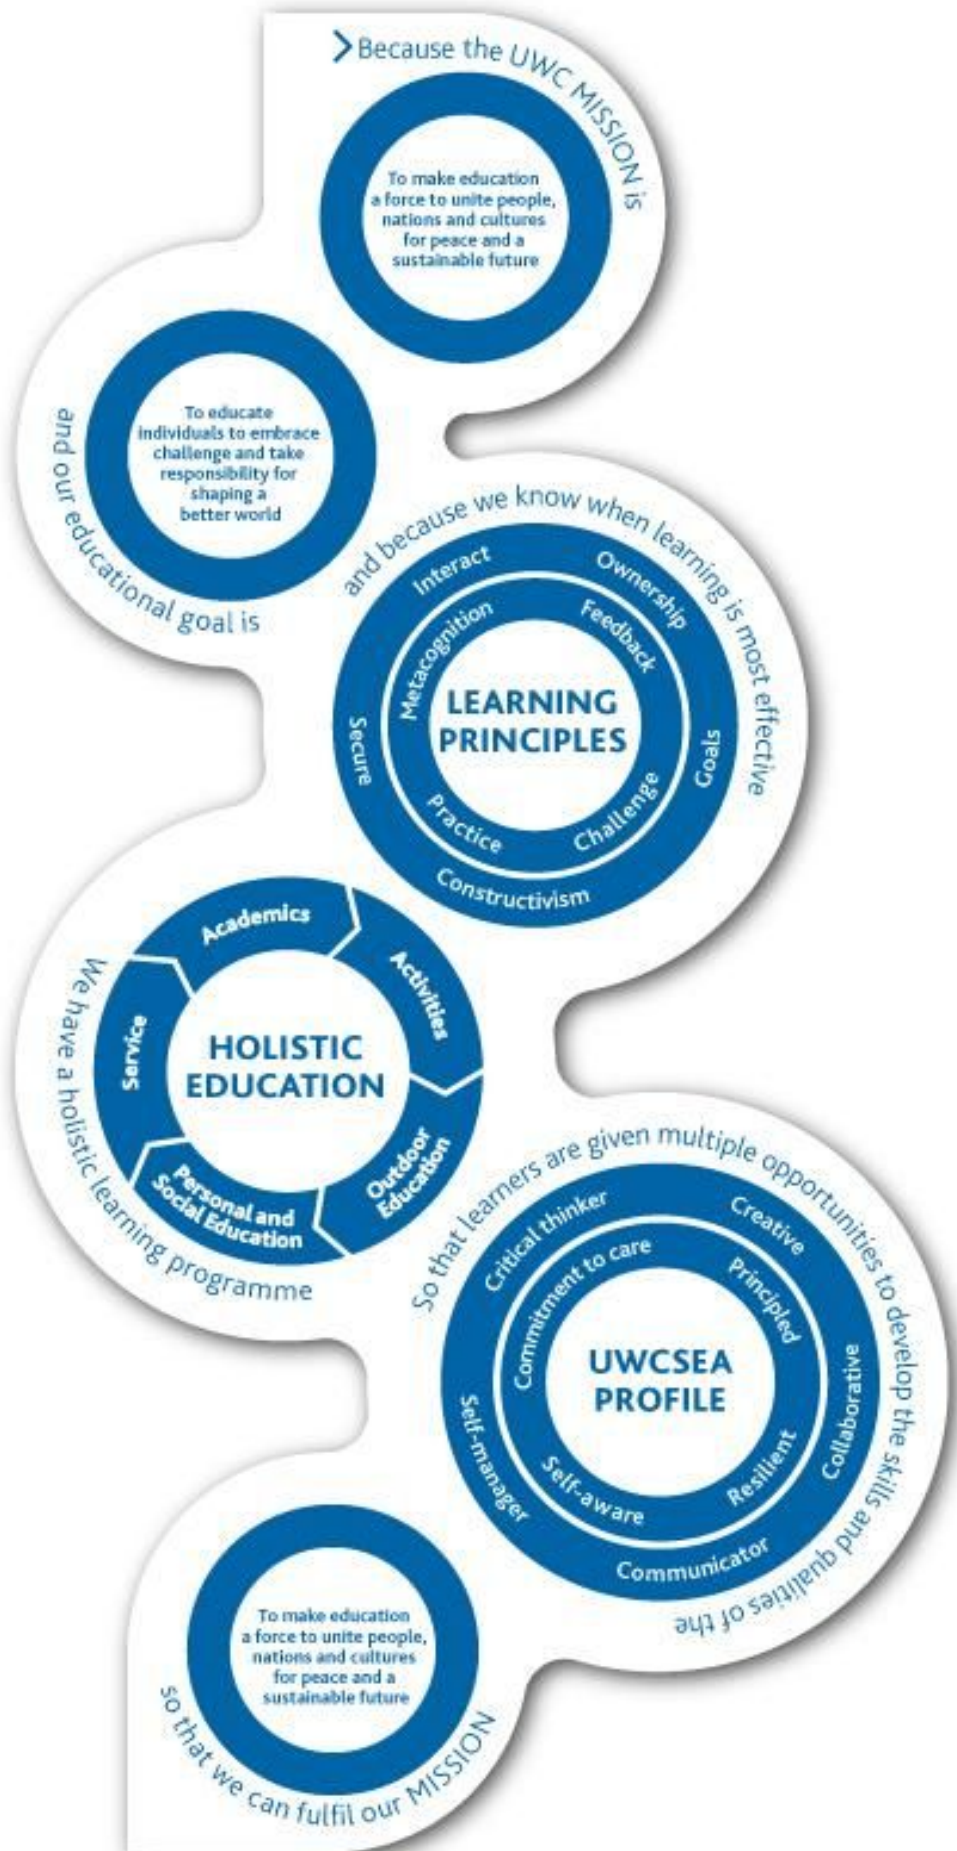 Because the UWC MISSION is
To make education
a force to unite people,
nations and cultures
for peace and a
sustainable future
and our educational goal is
To educate
individuals to embrace
challenge and take
responsibility for
shaping a
better world
and because we know when learning is most effective
Interact
Ownership
Goals
Constructivism
Secure
Metacognition
Feedback
Challenge
Practice
LEARNING
PRINCIPLES
We have a holistic learning programme
Academics
Activities
Outdoor
Education
Personal and
Social Education
Service
HOLISTIC
EDUCATION
So that learners are given multiple opportunities to develop the skills and qualities of the
Critical thinker
Creative
Collaborative
Communicator
Self-manager
Commitment to care
Principled
Resilient
Self-aware
UWCSEA
PROFILE
so that we can fulfil our MISSION
To make education
a force to unite people,
nations and cultures
for peace and a
sustainable future